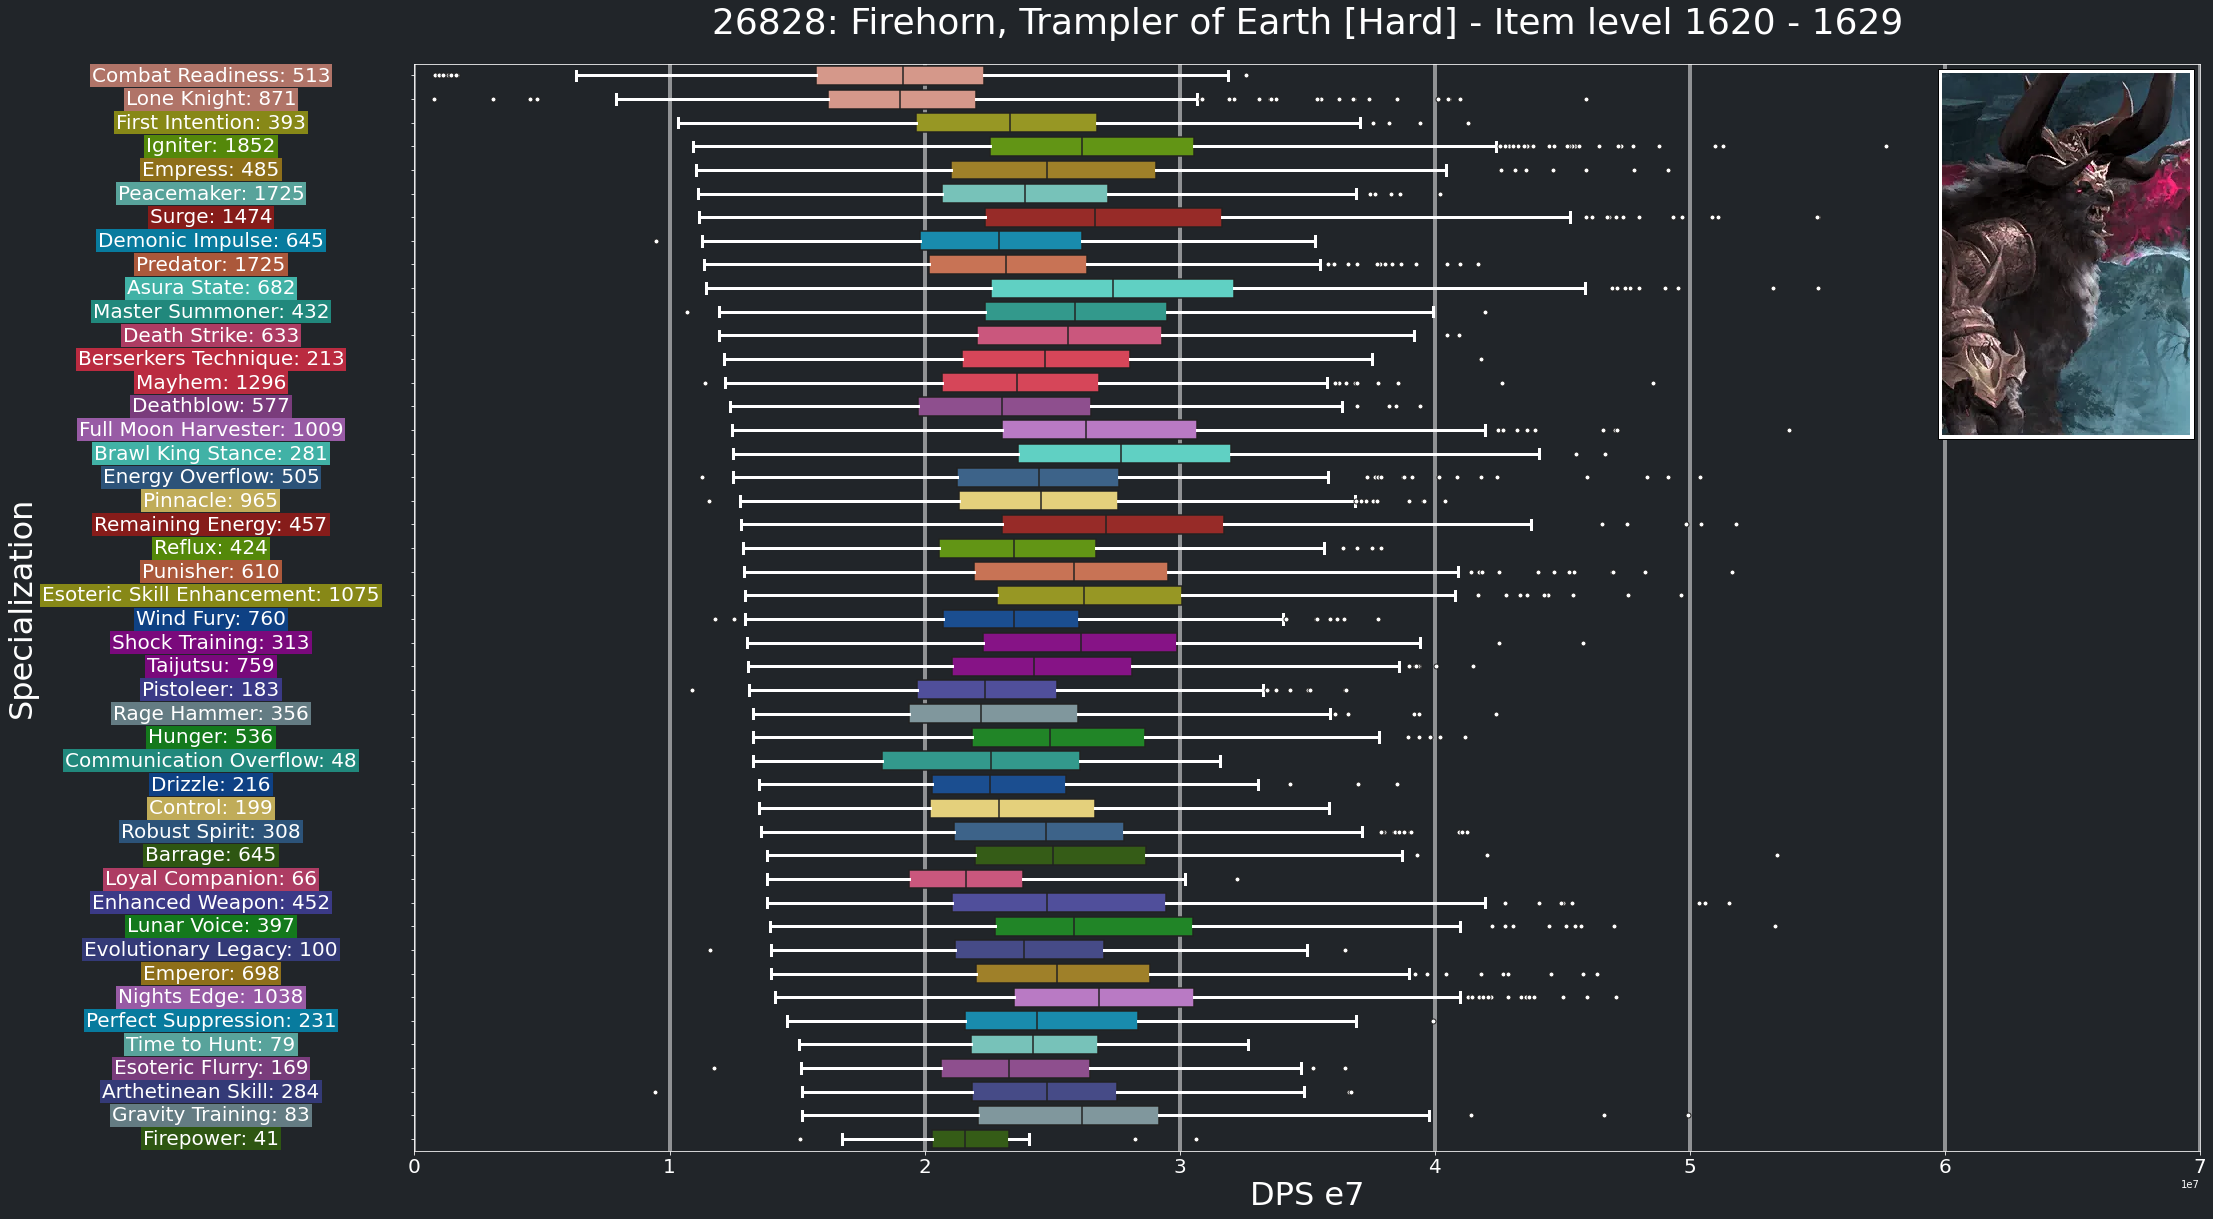 26828: Firehorn, Trampler of Earth [Hard] - Item level 1620 - 1629
Combat Readiness: 513
Lone Knight: 871
First Intention: 393
Igniter: 1852
Empress: 485
Peacemaker: 1725
Surge: 1474
Demonic Impulse: 645
Predator: 1725
Asura State: 682
Master Summoner: 432
Death Strike: 633
Berserkers Technique: 213
Mayhem: 1296
Deathblow: 577
Full Moon Harvester: 1009
Brawl King Stance: 281
Energy Overflow: 505
Pinnacle: 965
Remaining Energy: 457
Reflux: 424
Punisher: 610
Esoteric Skill Enhancement: 1075
Wind Fury: 760
Shock Training: 313
Taijutsu: 759
Pistoleer: 183
Rage Hammer: 356
Hunger: 536
Communication Overflow: 48
Drizzle: 216
Control: 199
Robust Spirit: 308
Barrage: 645
Loyal Companion: 66
Enhanced Weapon: 452
Lunar Voice: 397
Evolutionary Legacy: 100
Emperor: 698
Nights Edge: 1038
Perfect Suppression: 231
Time to Hunt: 79
Esoteric Flurry: 169
Arthetinean Skill: 284
Gravity Training: 83
Firepower: 41
Specialization
0 1 2 3 4 5 6 7
1e7
DPS e7